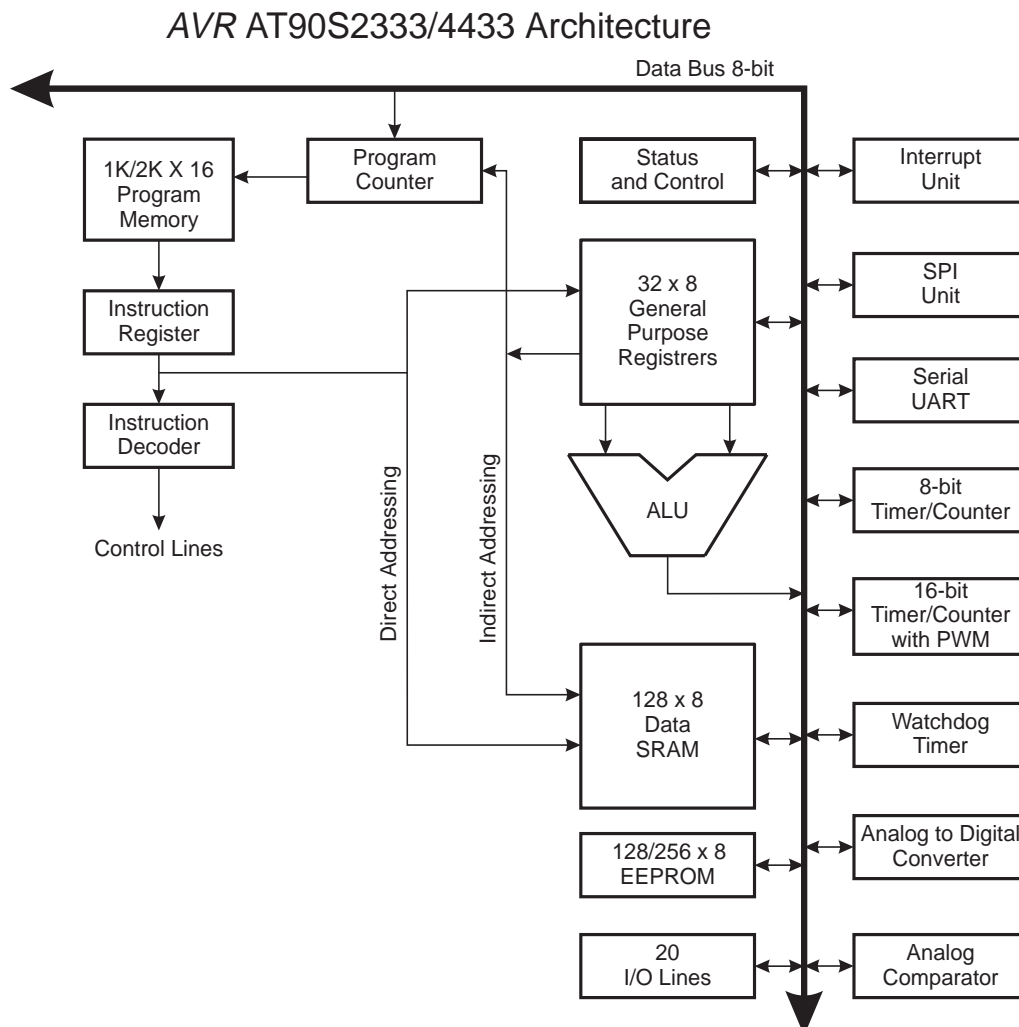 AVR AT90S2333/4433 Architecture
Data Bus 8-bit
1K/2K X 16
Program
Memory
Program
Counter
Status
and Control
Interrupt
Unit
32 x 8
General
Purpose
Registrers
SPI
Unit
Instruction
Register
Serial
UART
Instruction
Decoder
Control Lines
Direct Addressing
Indirect Addressing
ALU
8-bit
Timer/Counter
16-bit
Timer/Counter
with PWM
128 x 8
Data
SRAM
Watchdog
Timer
128/256 x 8
EEPROM
Analog to Digital
Converter
20
I/O Lines
Analog
Comparator